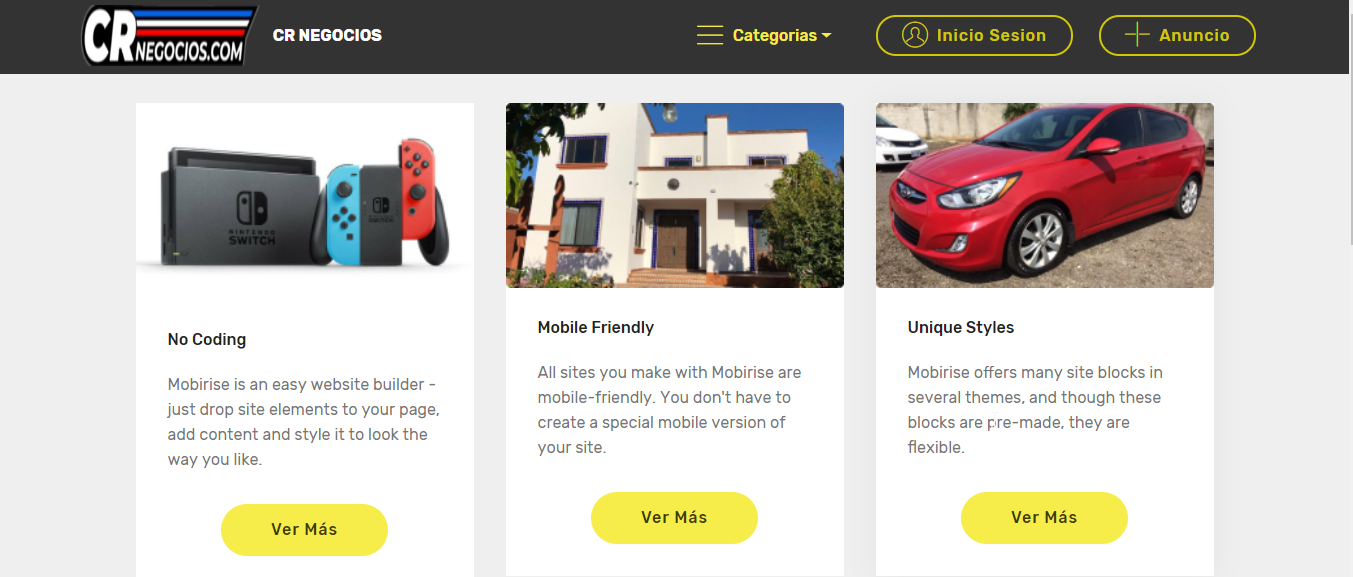 CR NEGOCIOS.COM
CR NEGOCIOS
Categorias
Inicio Sesion
Anuncio
NINTENDO
SWITCH
No Coding
Mobirise is an easy website builder -
just drop site elements to your page,
add content and style it to look the
way you like.
Ver Más
Mobile Friendly
All sites you make with Mobirise are
mobile-friendly. You don't have to
create a special mobile version of
your site.
Ver Más
Unique Styles
Mobirise offers many site blocks in
several themes, and though these
blocks are pre-made, they are
flexible.
Ver Más